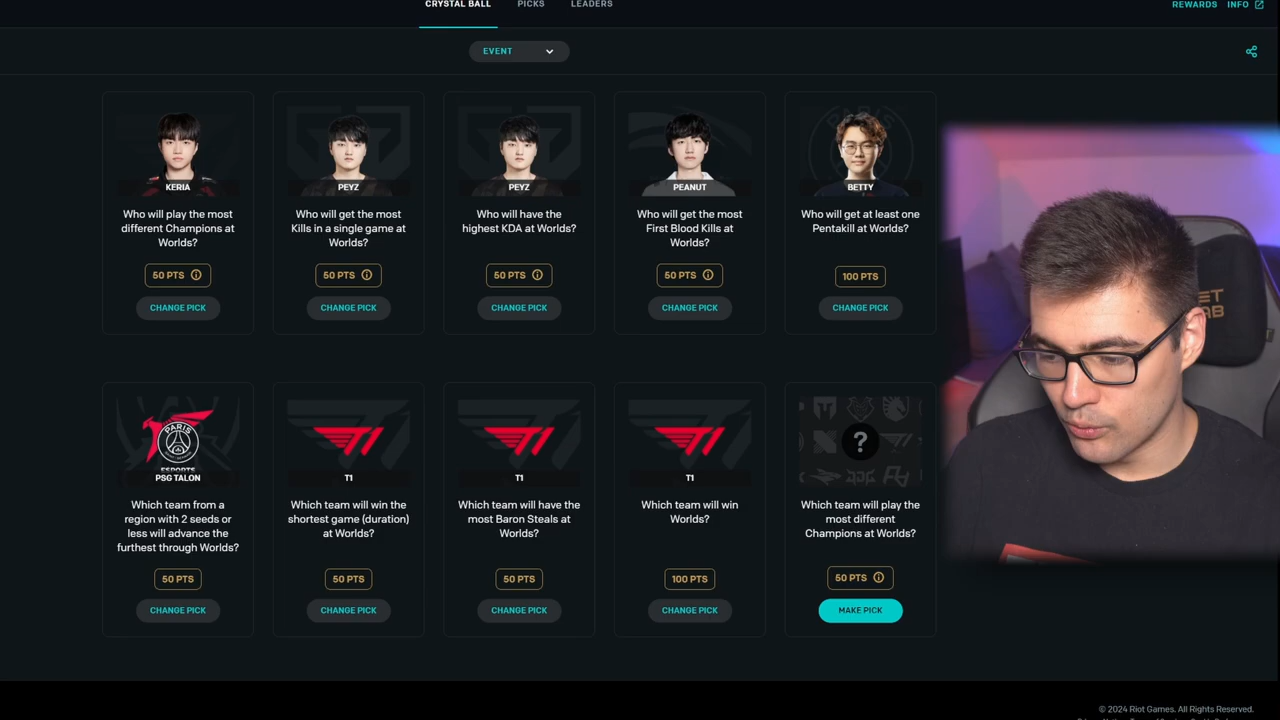 CRYSTAL BALL
PICKS
LEADERS
REWARDS
INFO
EVENT
KERIA
Who will play the most
different Champions at
Worlds?
50 PTS
CHANGE PICK
PEYZ
Who will get the most
Kills in a single game at
Worlds?
50 PTS
CHANGE PICK
PEYZ
Who will have the
highest KDA at Worlds?
50 PTS
CHANGE PICK
PEANUT
Who will get the most
First Blood Kills at
Worlds?
50 PTS
CHANGE PICK
BETTY
Who will get at least one
Pentakill at Worlds?
100 PTS
CHANGE PICK
PARIS
ESPORTS
PSG TALON
Which team from a
region with 2 seeds or
less will advance the
furthest through Worlds?
50 PTS
CHANGE PICK
T1
T1
Which team will win the
shortest game (duration)
at Worlds?
50 PTS
CHANGE PICK
T1
T1
Which team will have the
most Baron Steals at
Worlds?
50 PTS
CHANGE PICK
T1
T1
Which team will win
Worlds?
100 PTS
CHANGE PICK
?
Which team will play the
most different
Champions at Worlds?
50 PTS
MAKE PICK
© 2024 Riot Games. All Rights Reserved.